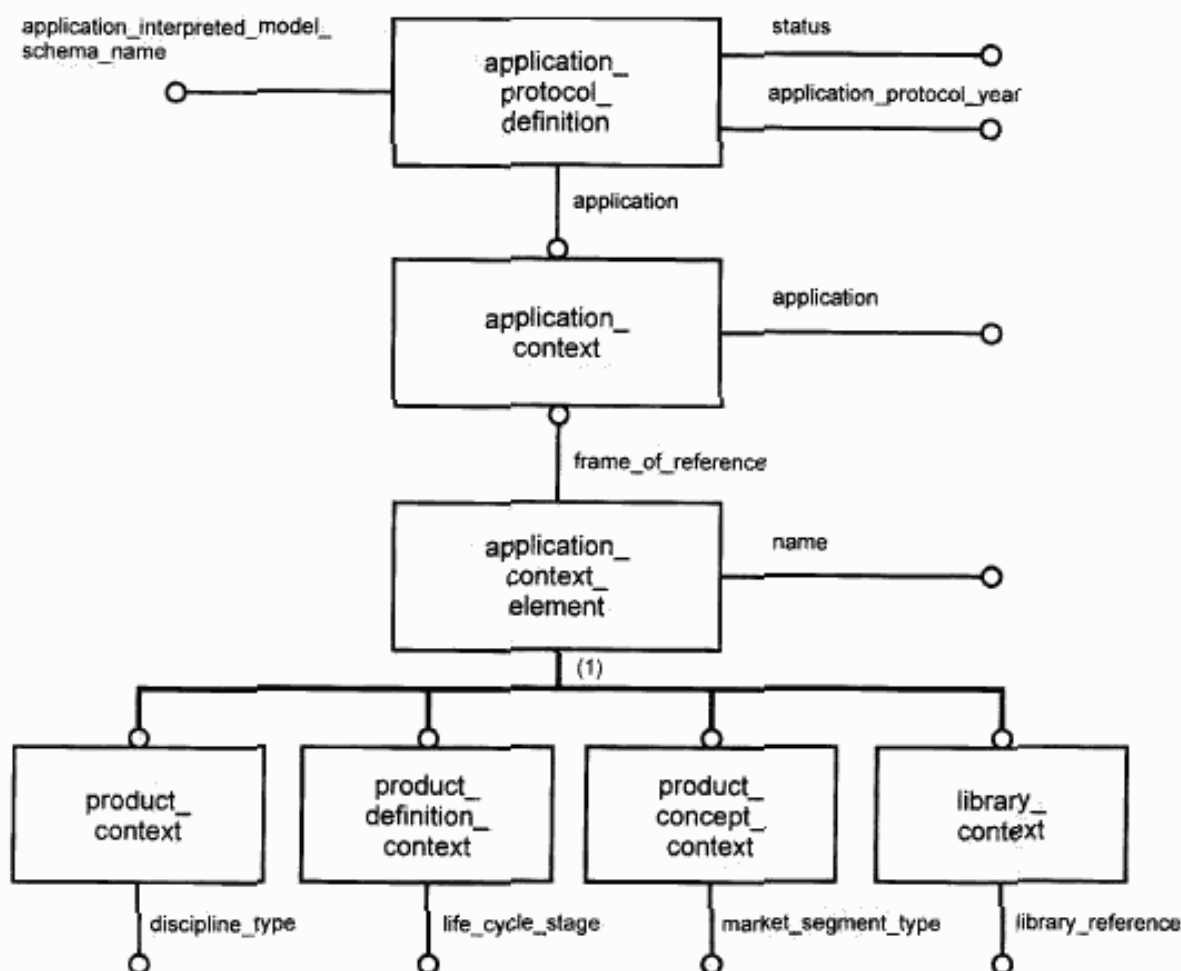 application_interpreted_model_
schema_name
status
application_
protocol_
definition
application_protocol_year
application
application_
context
application
frame_of_reference
application_
context_
element
name
(1)
product_
context
product_
definition_
context
product_
concept_
context
library_
context
discipline_type
life_cycle_stage
market_segment_type
library_reference